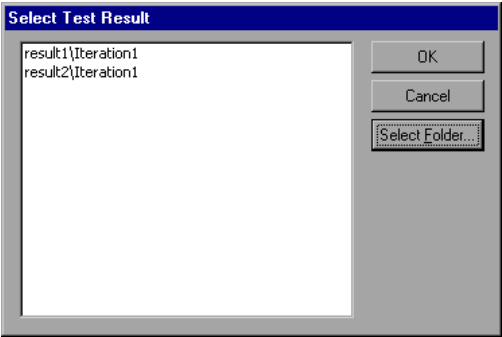 Select Test Result
result1\Iteration1
result2\Iteration1
OK
Cancel
Select Folder...